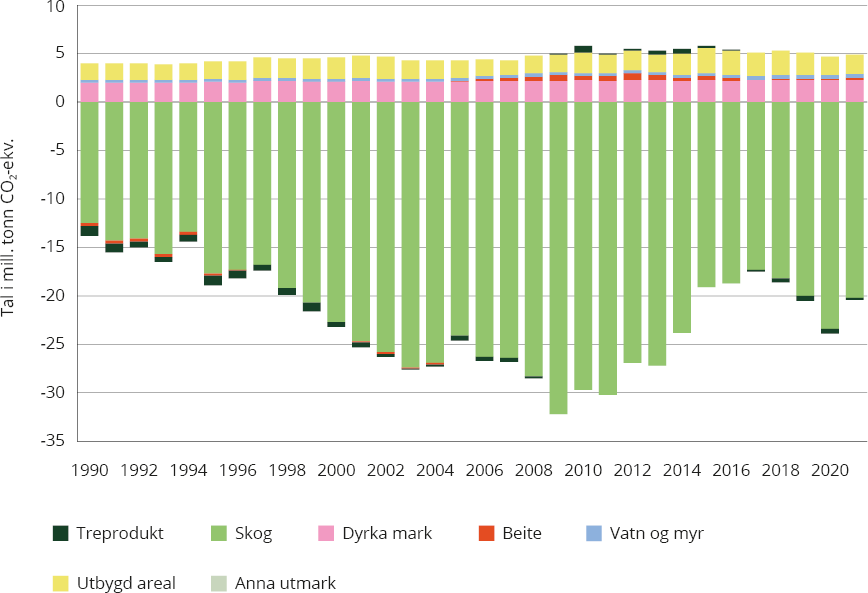 Tal i mill. tonn CO₂-ekv.
10
5
0
-5
-10
-15
-20
-25
-30
-35
1990 1992 1994 1996 1998 2000 2002 2004 2006 2008 2010 2012 2014 2016 2018 2020
Treprodukt Skog Dyrka mark Beite Vatn og myr
Utbygd areal Anna utmark